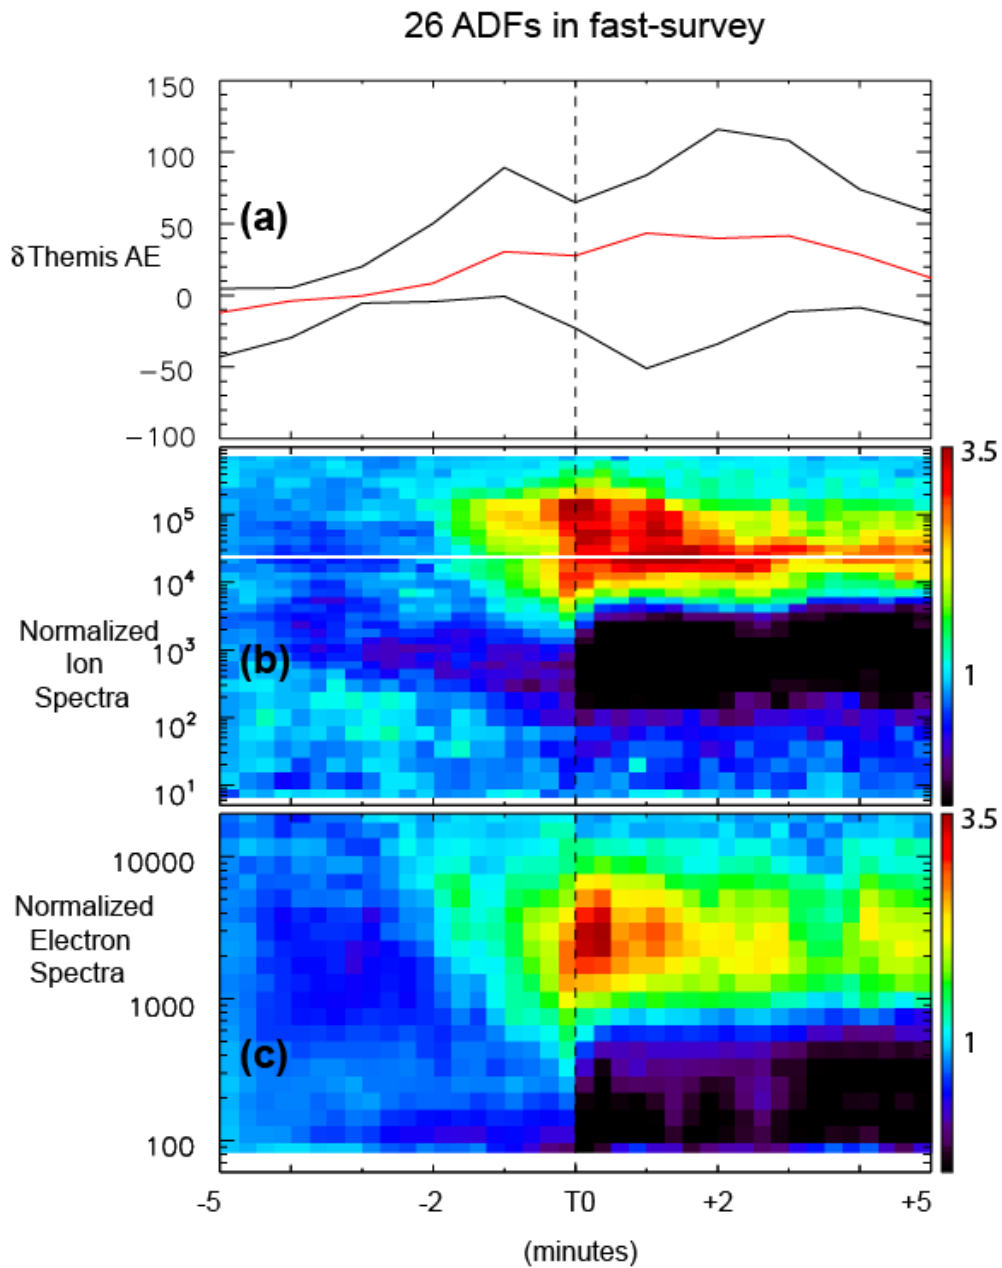 26 ADFs in fast-survey
150
100
50
0
−50
−100
δ Themis AE
(a)
10⁵
10⁴
10³
10²
10¹
Normalized
Ion
Spectra
(b)
3.5
1
10000
1000
100
Normalized
Electron
Spectra
(c)
3.5
1
-5 -2 T0 +2 +5
(minutes)